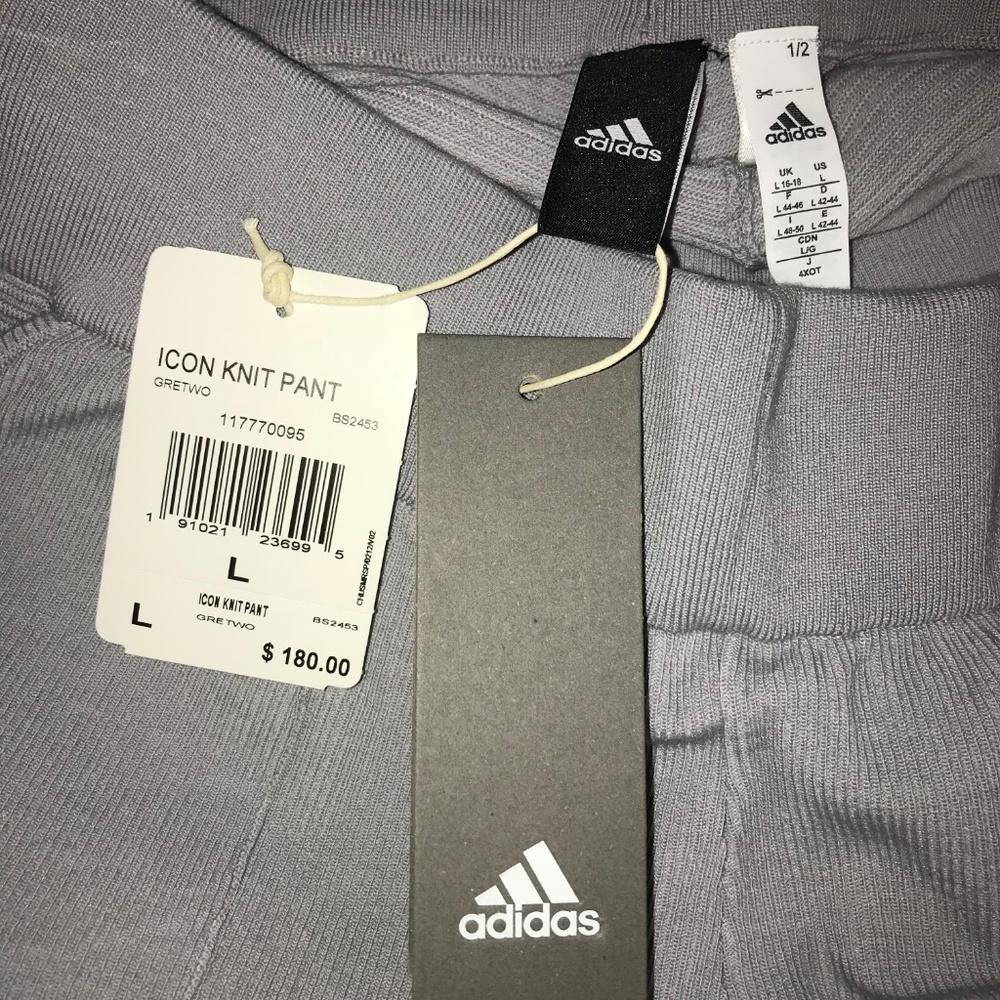 adidas
1/2
adidas
UK US
L 16-18 L
F D
L 44-46 L 42-44
I E
L 48-50 L 42-44
CDN
L/G
J
4XOT
ICON KNIT PANT
GRETWO
BS2453
117770095
1 91021 23699 5
L
ICON KNIT PANT
L
GRETWO
BS2453
$ 180.00
adidas